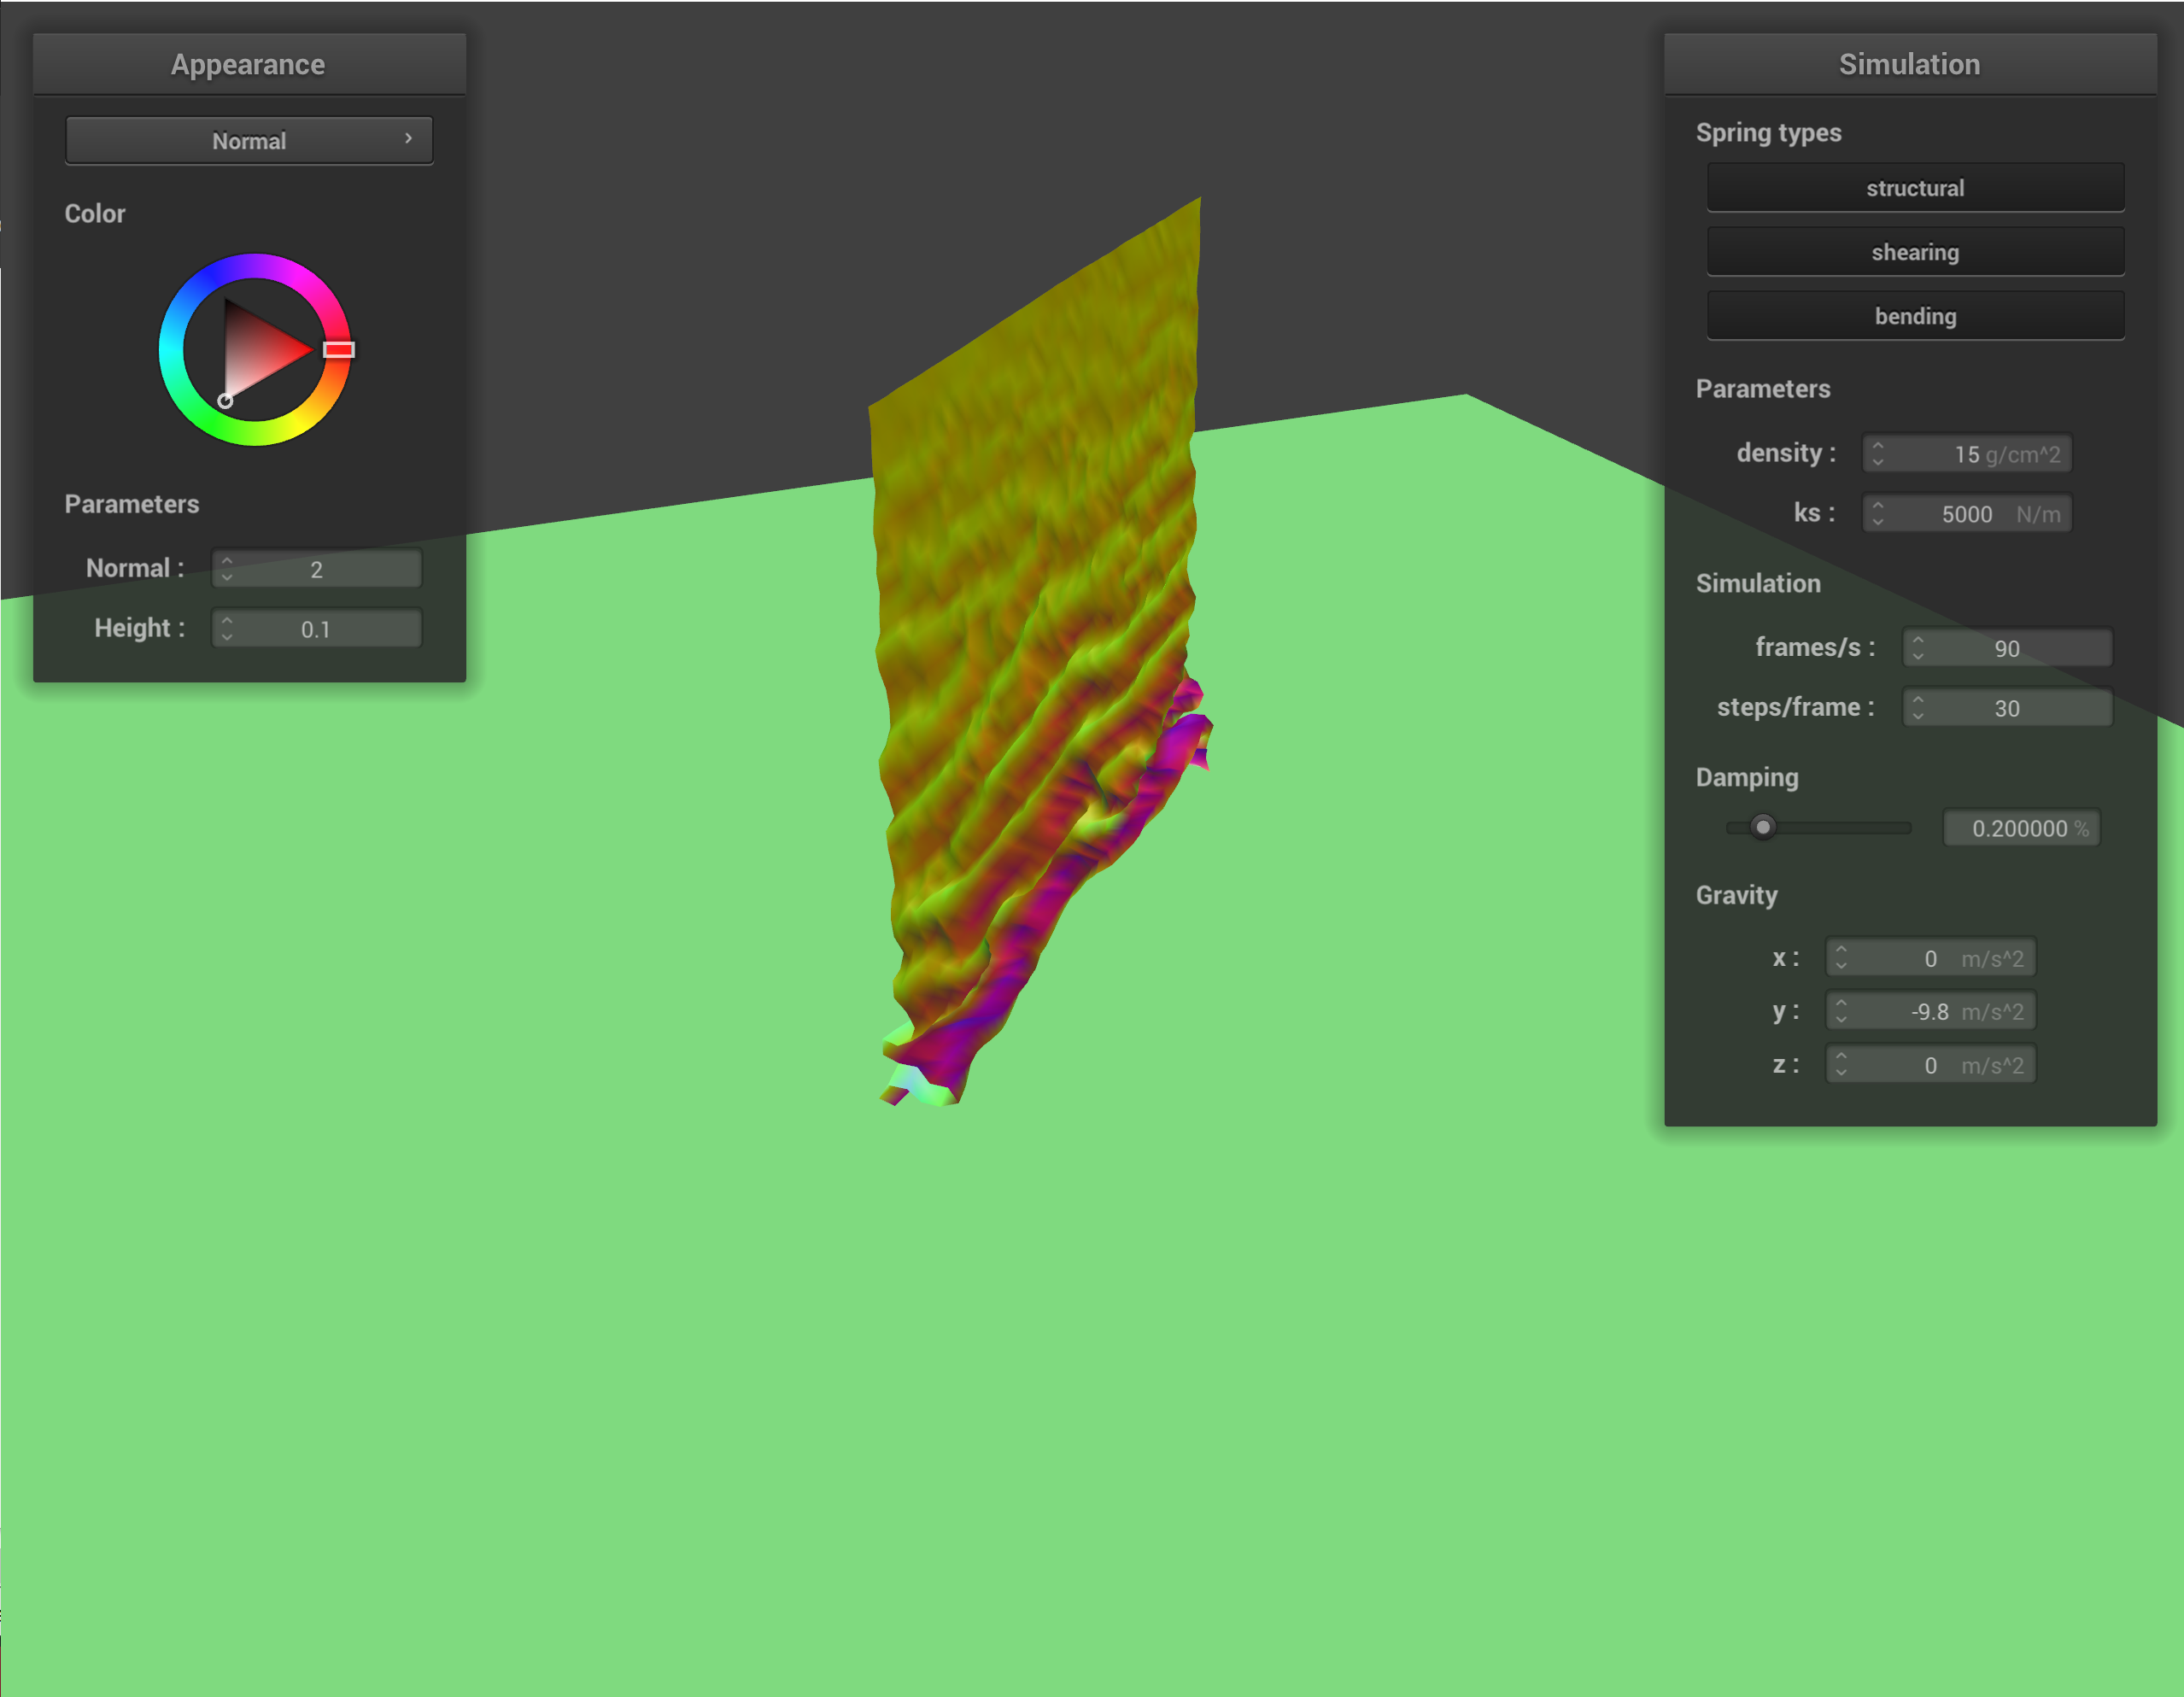 Appearance
Normal
Color
Parameters
Normal : 2
Height : 0.1
Simulation
Spring types
structural
shearing
bending
Parameters
density : 15 g/cm^2
ks : 5000 N/m
Simulation
frames/s : 90
steps/frame : 30
Damping
0.200000 %
Gravity
x : 0 m/s^2
y : -9.8 m/s^2
z : 0 m/s^2